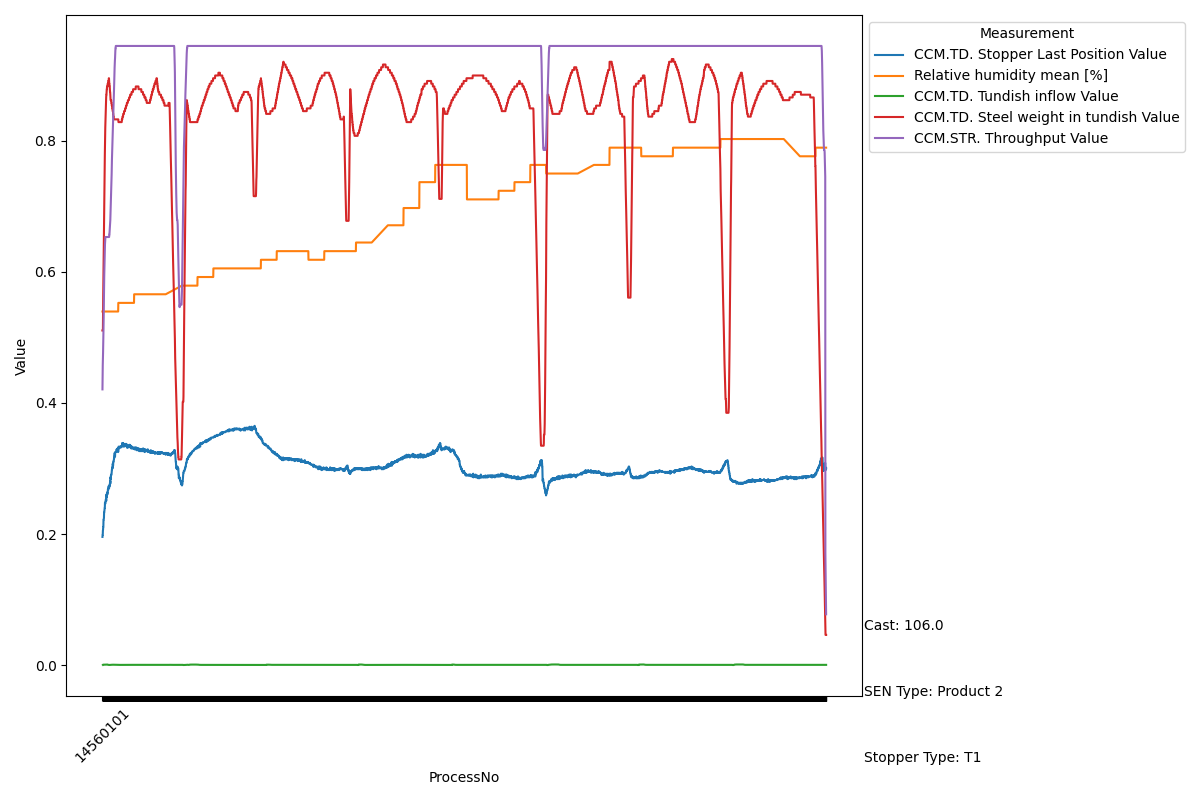 Measurement
CCM.TD. Stopper Last Position Value
Relative humidity mean [%]
CCM.TD. Tundish inflow Value
CCM.TD. Steel weight in tundish Value
CCM.STR. Throughput Value
0.8
0.6
0.4
0.2
0.0
Value
14560101
ProcessNo
Cast: 106.0
SEN Type: Product 2
Stopper Type: T1